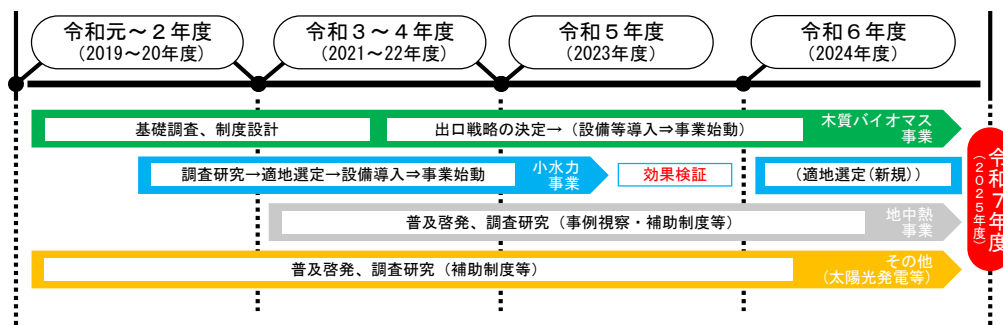 令和元～２年度
(2019～20年度)
令和３～４年度
(2021～22年度)
令和５年度
(2023年度)
令和６年度
(2024年度)
基礎調査、制度設計
出口戦略の決定→（設備等導入⇒事業始動）
木質バイオマス
事業
調査研究→適地選定→設備導入⇒事業始動
小水力
事業
効果検証
(適地選定(新規))
普及啓発、調査研究（事例視察・補助制度等）
地中熱
事業
普及啓発、調査研究（補助制度等）
その他
(太陽光発電等)
令和７年度
(２０２５年度)